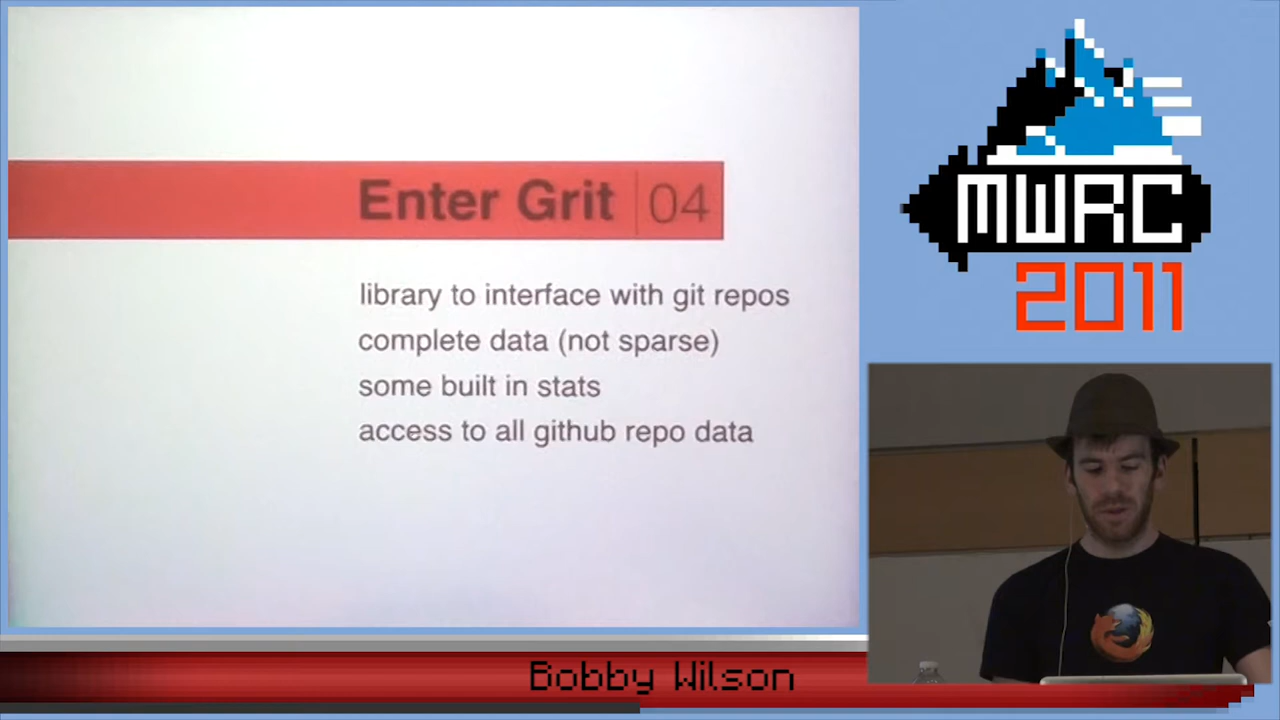 Enter Grit 04
library to interface with git repos
complete data (not sparse)
some built in stats
access to all github repo data
MWRC
2011
Bobby Wilson